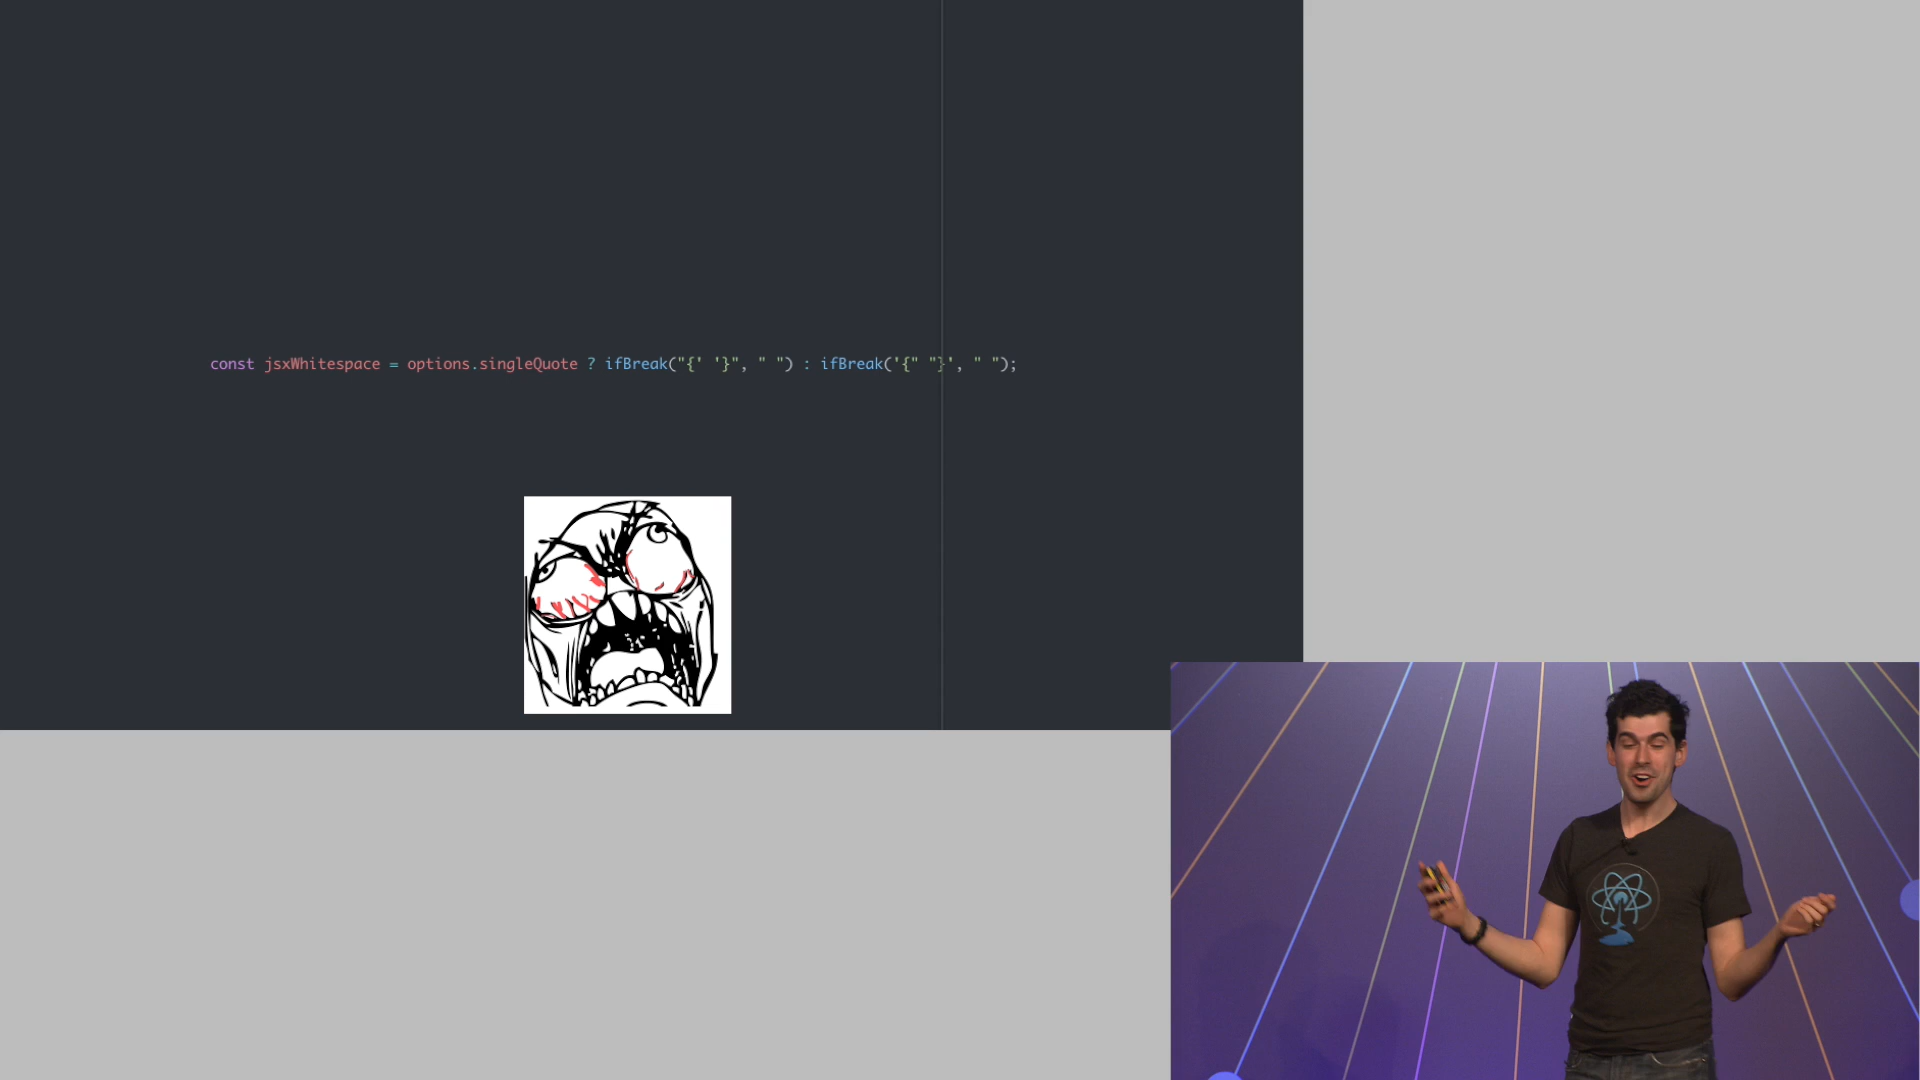 const jsxWhitespace = options.singleQuote ? ifBreak("{' '}", " ") : ifBreak('{" "}', " ");